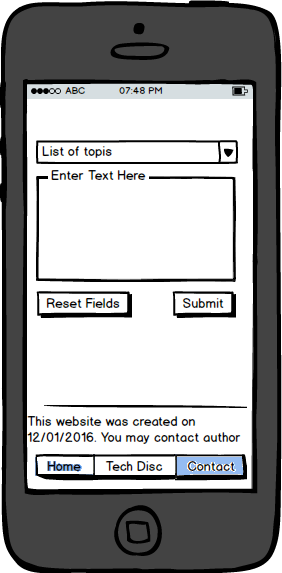 ABC 07:48 PM
List of topis
Enter Text Here
Reset Fields Submit
This website was created on
12/01/2016. You may contact author
Home Tech Disc Contact